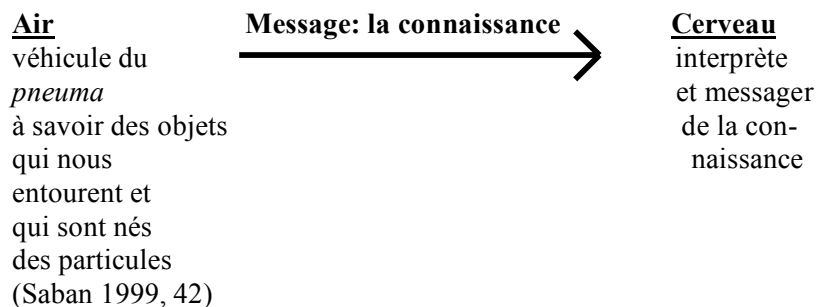 Air
véhicule du
pneuma
à savoir des objets
qui nous
entourent et
qui sont nés
des particules
(Saban 1999, 42)
Message: la connaissance
Cerveau
interprète
et messager
de la con-
naissance